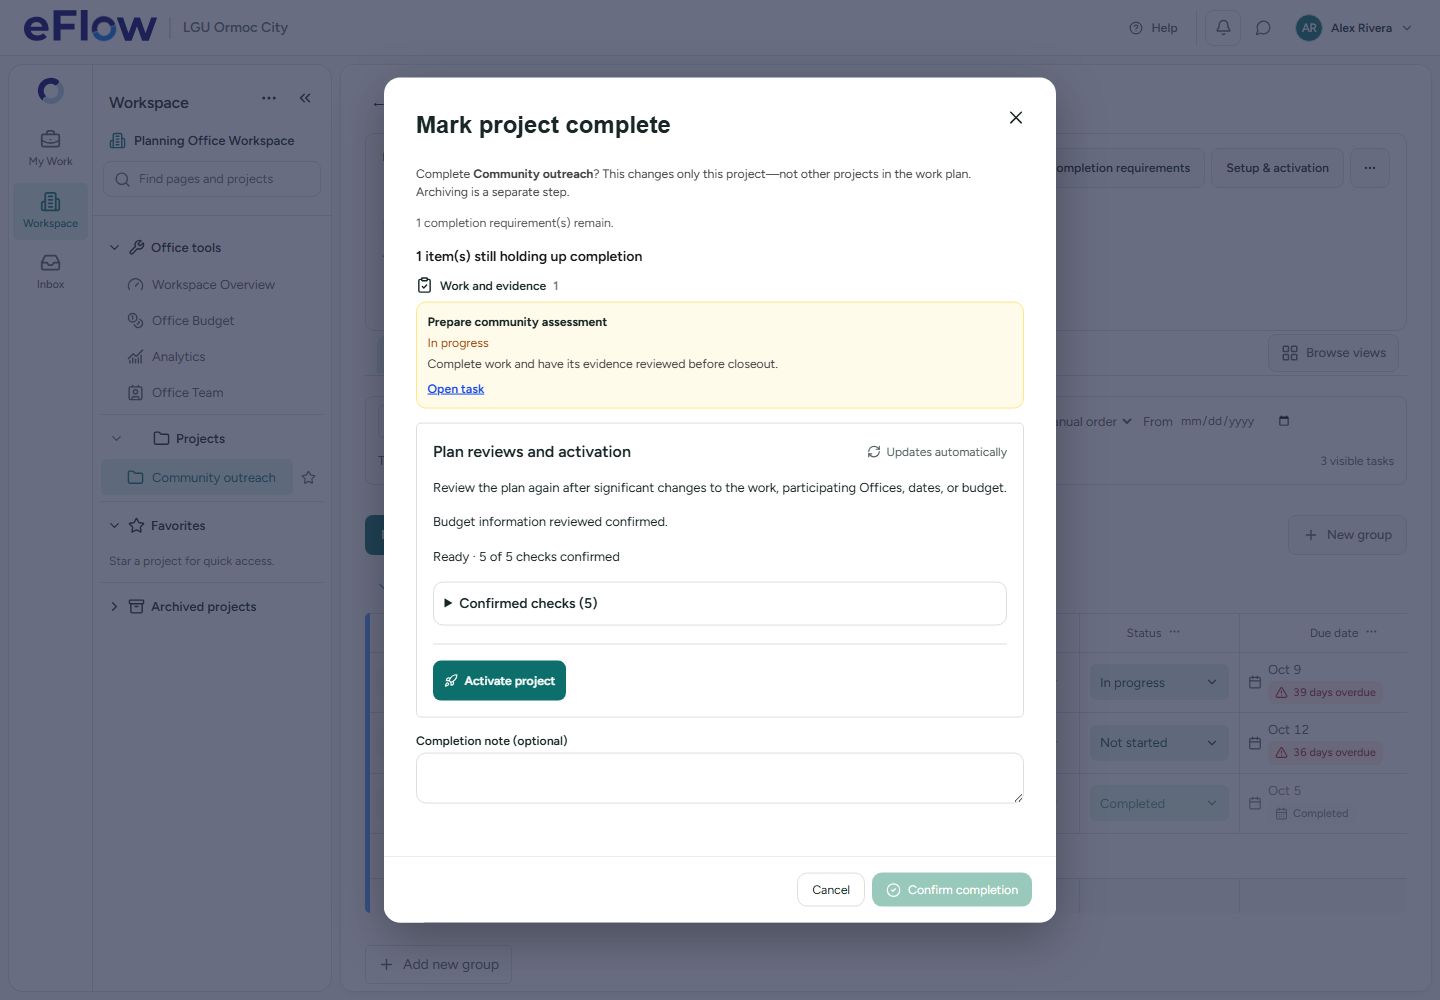 eFlow
LGU Ormoc City
Help
AR
Alex Rivera
My Work
Workspace
Inbox
Workspace
Planning Office Workspace
Find pages and projects
Office tools
Workspace Overview
Office Budget
Analytics
Office Team
Projects
Community outreach
Favorites
Star a project for quick access.
Archived projects
Mark project complete
Complete Community outreach? This changes only this project—not other projects in the work plan.
Archiving is a separate step.
1 completion requirement(s) remain.
1 item(s) still holding up completion
Work and evidence 1
Prepare community assessment
In progress
Complete work and have its evidence reviewed before closeout.
Open task
Plan reviews and activation
Updates automatically
Review the plan again after significant changes to the work, participating Offices, dates, or budget.
Budget information reviewed confirmed.
Ready · 5 of 5 checks confirmed
Confirmed checks (5)
Activate project
Completion note (optional)
Cancel
Confirm completion
requirements
Setup & activation
Browse views
order
From mm/dd/yyyy
3 visible tasks
New group
Status
Due date
In progress
Oct 9
39 days overdue
Not started
Oct 12
36 days overdue
Completed
Oct 5
Completed
Add new group